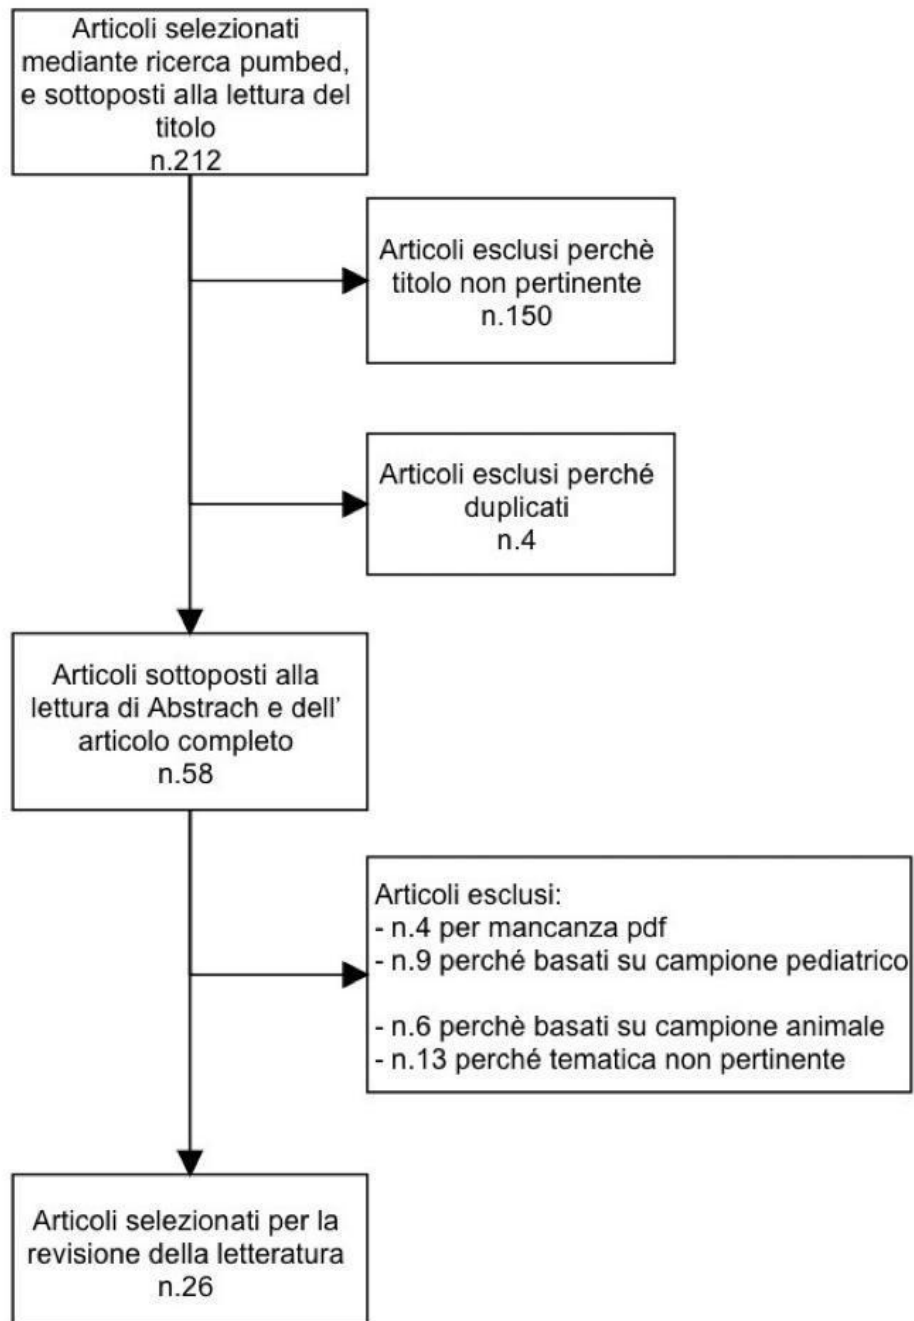 Articoli selezionati
mediante ricerca pumbed,
e sottoposti alla lettura del
titolo
n.212
Articoli esclusi perchè
titolo non pertinente
n.150
Articoli esclusi perché
duplicati
n.4
Articoli sottoposti alla
lettura di Abstrach e dell'
articolo completo
n.58
Articoli esclusi:
- n.4 per mancanza pdf
- n.9 perché basati su campione pediatrico
- n.6 perchè basati su campione animale
- n.13 perché tematica non pertinente
Articoli selezionati per la
revisione della letteratura
n.26